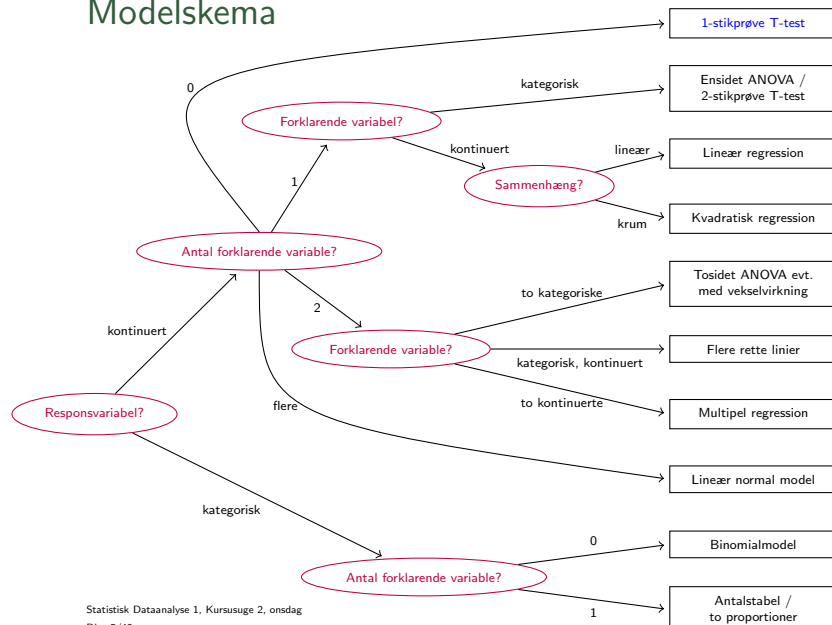 Modelskema
1-stikprøve T-test
0
kategorisk
Ensidet ANOVA /
2-stikprøve T-test
Forklarende variabel?
kontinuert
lineær
Lineær regression
1
Sammenhæng?
krum
Kvadratisk regression
Antal forklarende variable?
to kategoriske
Tosidet ANOVA evt.
med vekselvirkning
2
kontinuert
Forklarende variable?
kategorisk, kontinuert
Flere rette linier
to kontinuerte
Multipel regression
flere
Responsvariabel?
Lineær normal model
kategorisk
0
Binomialmodel
Antal forklarende variable?
1
Antalstabel /
to proportioner
Statistisk Dataanalyse 1, Kursusuge 2, onsdag